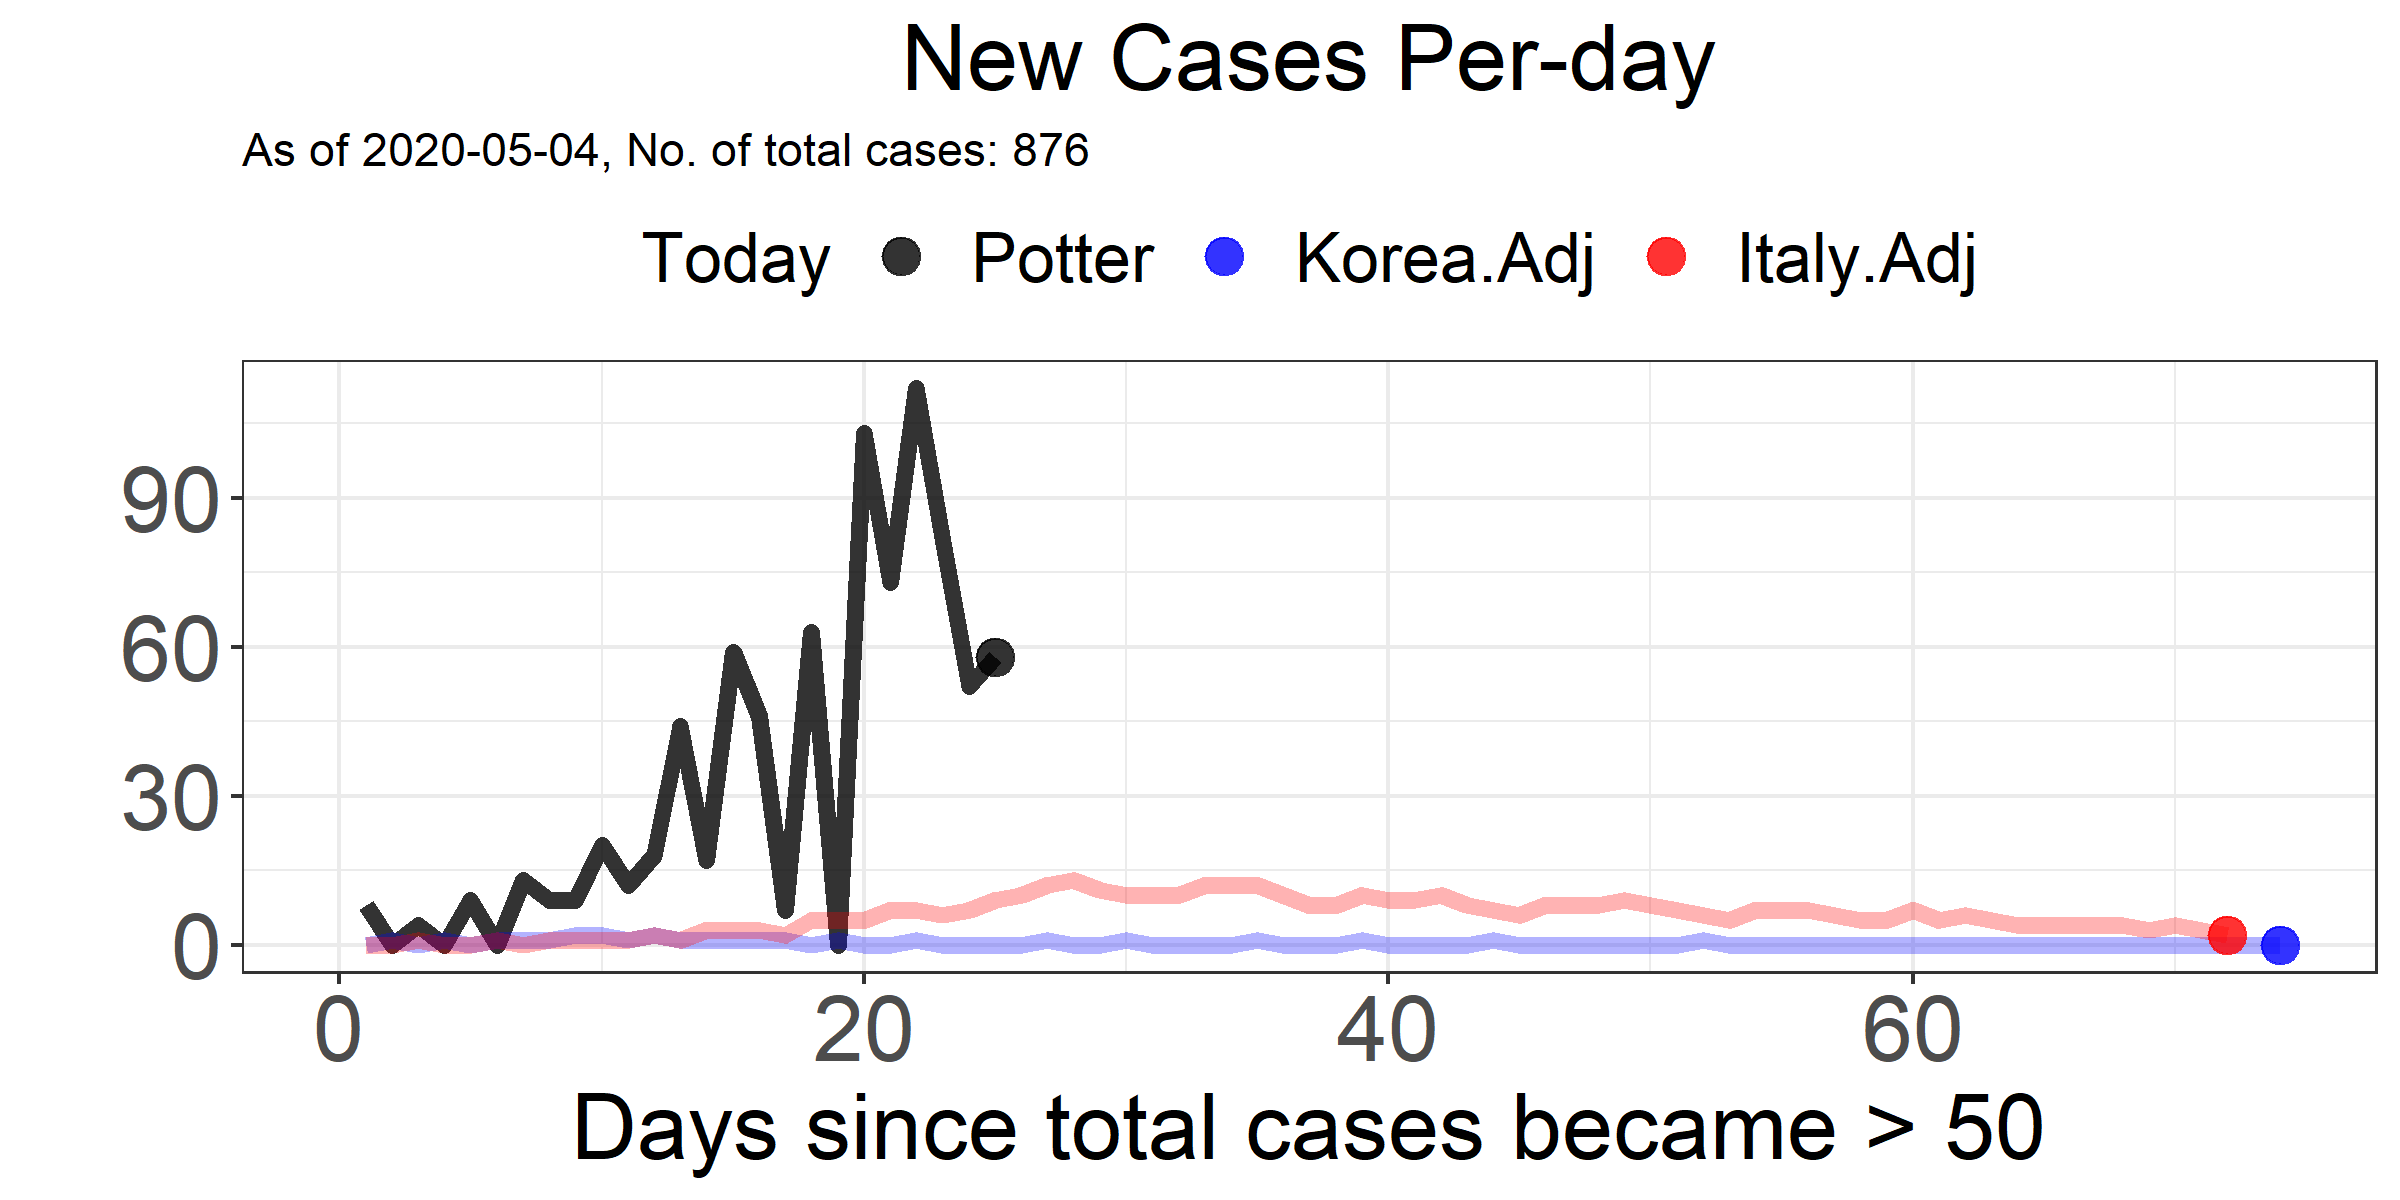 New Cases Per-day
As of 2020-05-04, No. of total cases: 876
Today Potter Korea.Adj Italy.Adj
90
60
30
0
0 20 40 60
Days since total cases became > 50